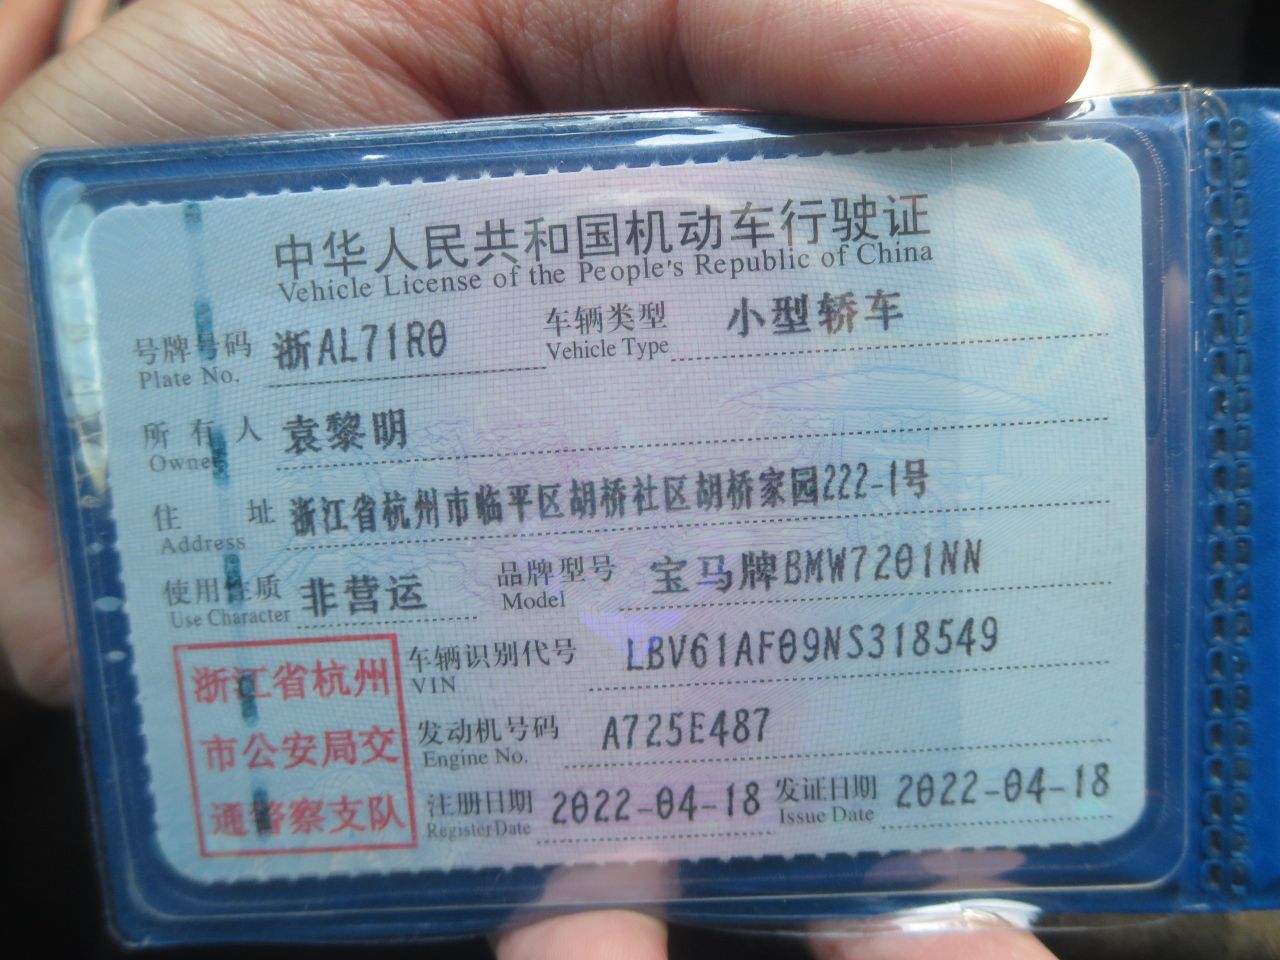 中华人民共和国机动车行驶证
Vehicle License of the People's Republic of China
号牌号码 浙AL71R0 车辆类型 小型轿车
Plate No. Vehicle Type
所有人 袁黎明
Owner
住址 浙江省杭州市临平区胡桥社区胡桥家园222-1号
Address
使用性质 非营运 品牌型号 宝马牌BMW7201NN
Use Character Model
车辆识别代号 LBV61AF09NS318549
VIN
发动机号码 A725E487
Engine No.
注册日期 2022-04-18 发证日期 2022-04-18
Register Date Issue Date
浙江省杭州
市公安局交
通警察支队